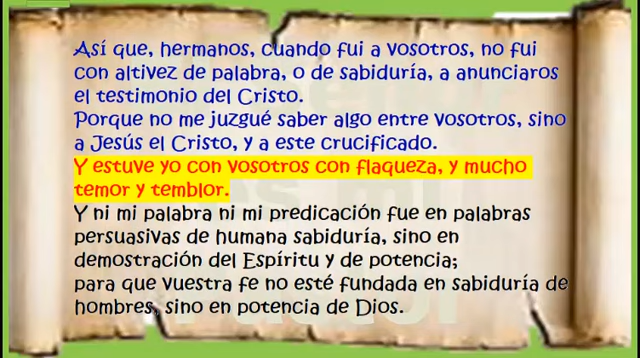 Así que, hermanos, cuando fui a vosotros, no fui
con altivez de palabra, o de sabiduría, a anunciaros
el testimonio del Cristo.
Porque no me juzgué saber algo entre vosotros, sino
a Jesús el Cristo, y a este crucificado.
Y estuve yo con vosotros con flaqueza, y mucho
temor y temblor.
Y ni mi palabra ni mi predicación fue en palabras
persuasivas de humana sabiduría, sino en
demostración del Espíritu y de potencia;
para que vuestra fe no esté fundada en sabiduría de
hombres, sino en potencia de Dios.